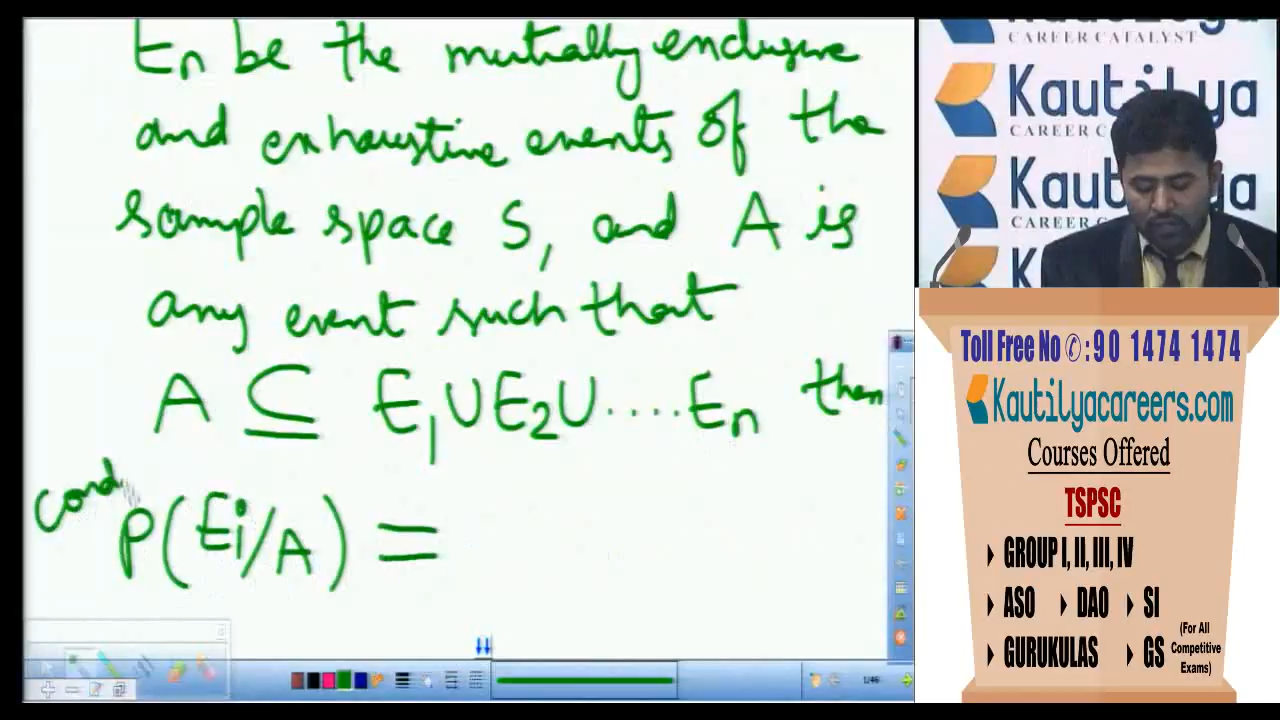 En be the mutually exclusive
and exhaustive events of the
sample space S, and A is
any event such that
A ⊆ E1 ∪ E2 ∪ .... En then
cond
P(Ei/A) =
1/46
CAREER CATALYST
Kautilya
CAREER
Kautilya
CAREER
Toll Free No ✆: 90 1474 1474
Kautilyacareers.com
Courses Offered
TSPSC
GROUP I, II, III, IV
ASO DAO SI
GURUKULAS GS (For All Competitive Exams)